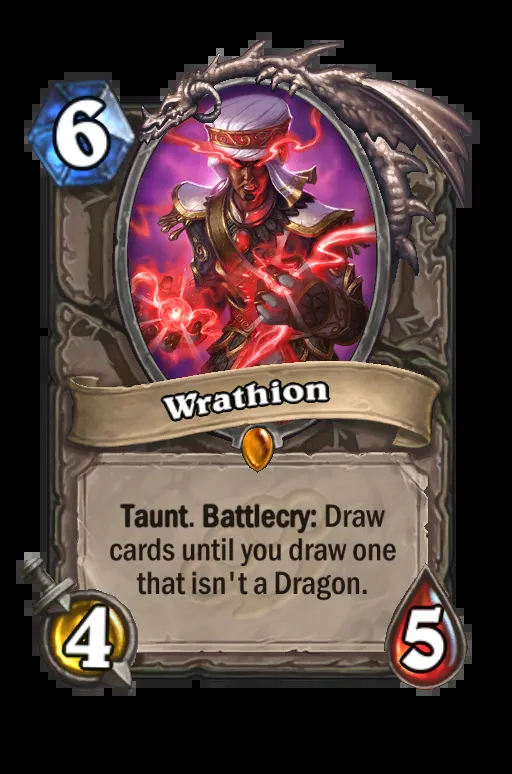 6
Wrathion
Taunt. Battlecry: Draw
cards until you draw one
that isn't a Dragon.
4
5